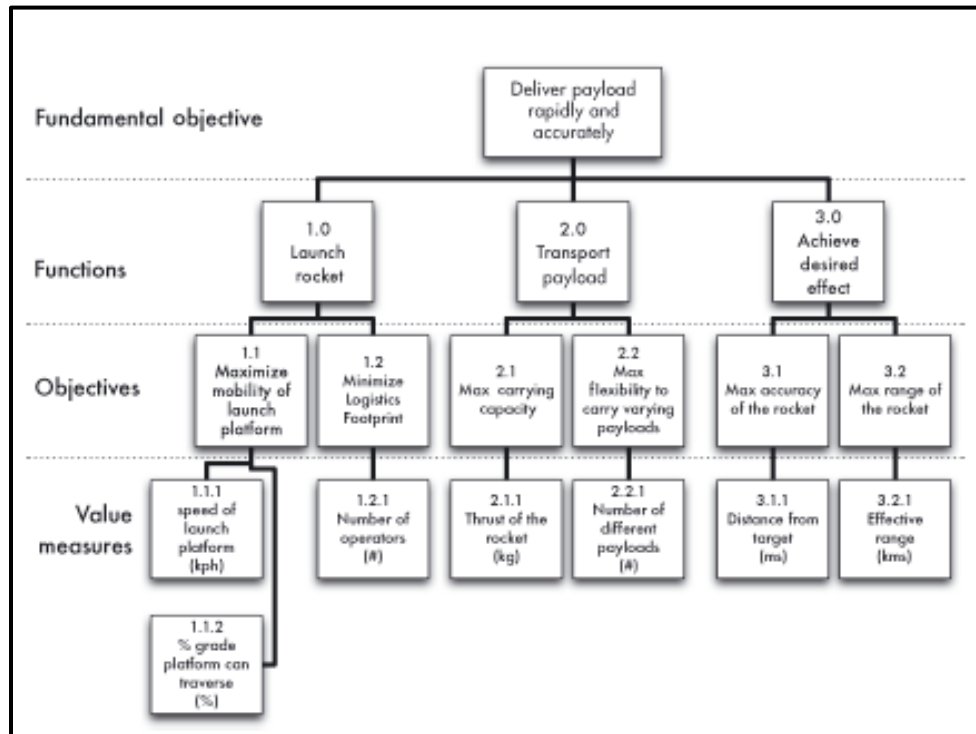 Fundamental objective
Deliver payload
rapidly and
accurately
Functions
1.0
Launch
rocket
2.0
Transport
payload
3.0
Achieve
desired
effect
Objectives
1.1
Maximize
mobility of
launch
platform
1.2
Minimize
Logistics
Footprint
2.1
Max carrying
capacity
2.2
Max
flexibility to
carry varying
payloads
3.1
Max accuracy
of the rocket
3.2
Max range of
the rocket
Value
measures
1.1.1
speed of
launch
platform
(kph)
1.2.1
Number of
operators
(#)
2.1.1
Thrust of the
rocket
(kg)
2.2.1
Number of
different
payloads
(#)
3.1.1
Distance from
target
(ms)
3.2.1
Effective
range
(kms)
1.1.2
% grade
platform can
traverse
(%)